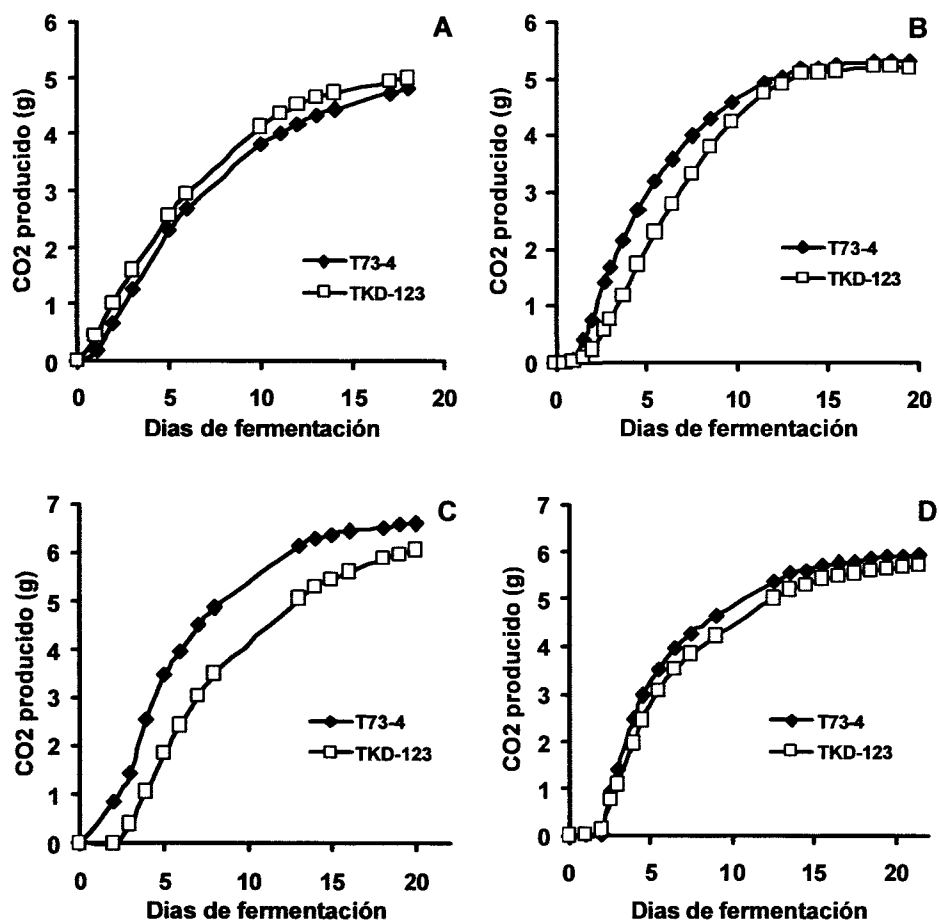 A
6
5
4
3
2
1
0
CO2 producido (g)
T73-4
TKD-123
0 5 10 15 20
Dias de fermentación
B
6
5
4
3
2
1
0
CO2 producido (g)
T73-4
TKD-123
0 5 10 15 20
Dias de fermentación
C
7
6
5
4
3
2
1
0
CO2 producido (g)
T73-4
TKD-123
0 5 10 15 20
Dias de fermentación
D
7
6
5
4
3
2
1
0
CO2 producido (g)
T73-4
TKD-123
0 5 10 15 20
Dias de fermentación